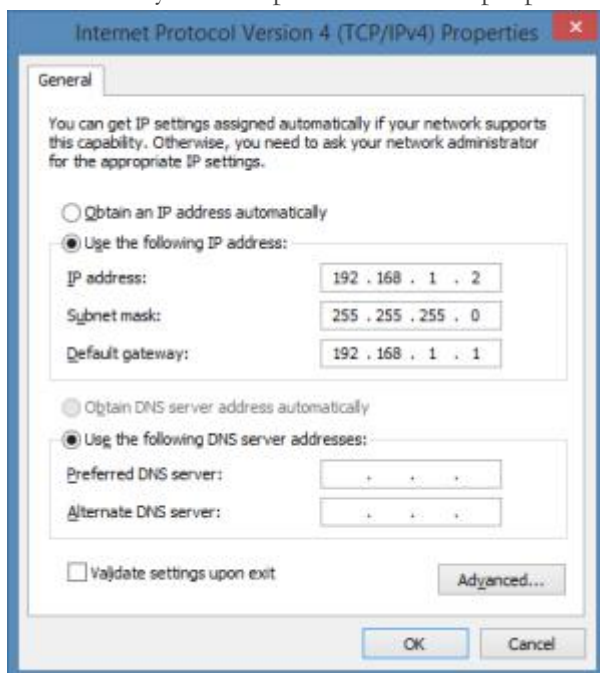 Internet Protocol Version 4 (TCP/IPv4) Properties
General
You can get IP settings assigned automatically if your network supports
this capability. Otherwise, you need to ask your network administrator
for the appropriate IP settings.
Obtain an IP address automatically
Use the following IP address:
IP address: 192 . 168 . 1 . 2
Subnet mask: 255 . 255 . 255 . 0
Default gateway: 192 . 168 . 1 . 1
Obtain DNS server address automatically
Use the following DNS server addresses:
Preferred DNS server: . . .
Alternate DNS server: . . .
Validate settings upon exit
Advanced...
OK Cancel